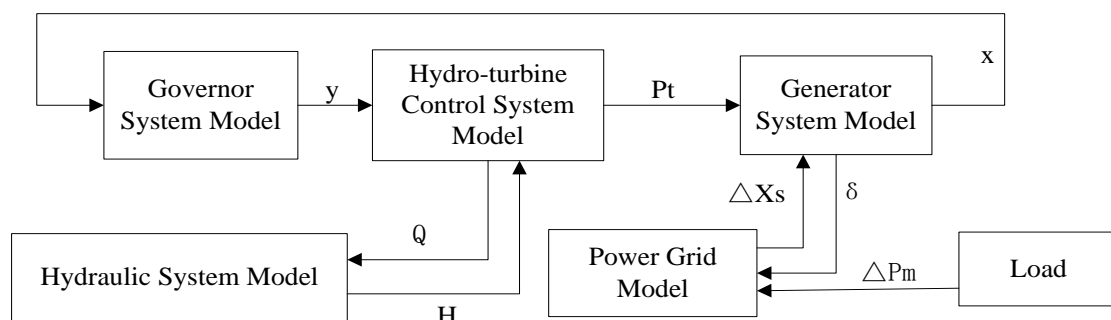 x
Governor
System Model
y
Hydro-turbine
Control System
Model
Pt
Generator
System Model
△Xs
δ
Q
Hydraulic System Model
H
Power Grid
Model
△Pm
Load